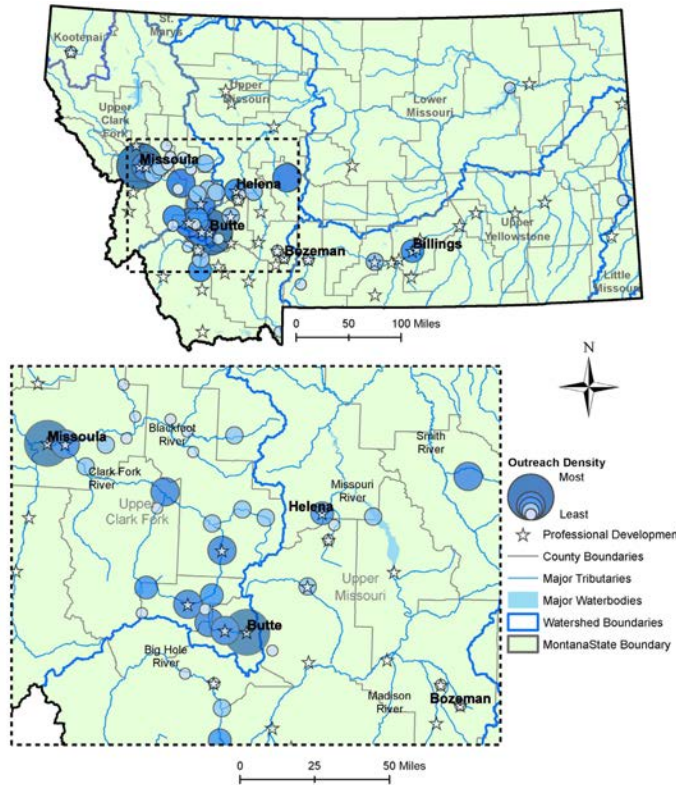 Kootenai
St.
Marys
Upper
Missouri
Lower
Missouri
Upper
Clark
Fork
Missoula
Helena
Butte
Bozeman
Billings
Upper
Yellowstone
Little
Missouri
0 50 100 Miles
N
Missoula
Blackfoot
River
Clark Fork
River
Upper
Clark Fork
Smith
River
Missouri
River
Helena
Upper
Missouri
Butte
Big Hole
River
Madison
River
Bozeman
0 25 50 Miles
Outreach Density
Most
Least
Professional Development
County Boundaries
Major Tributaries
Major Waterbodies
Watershed Boundaries
MontanaState Boundary